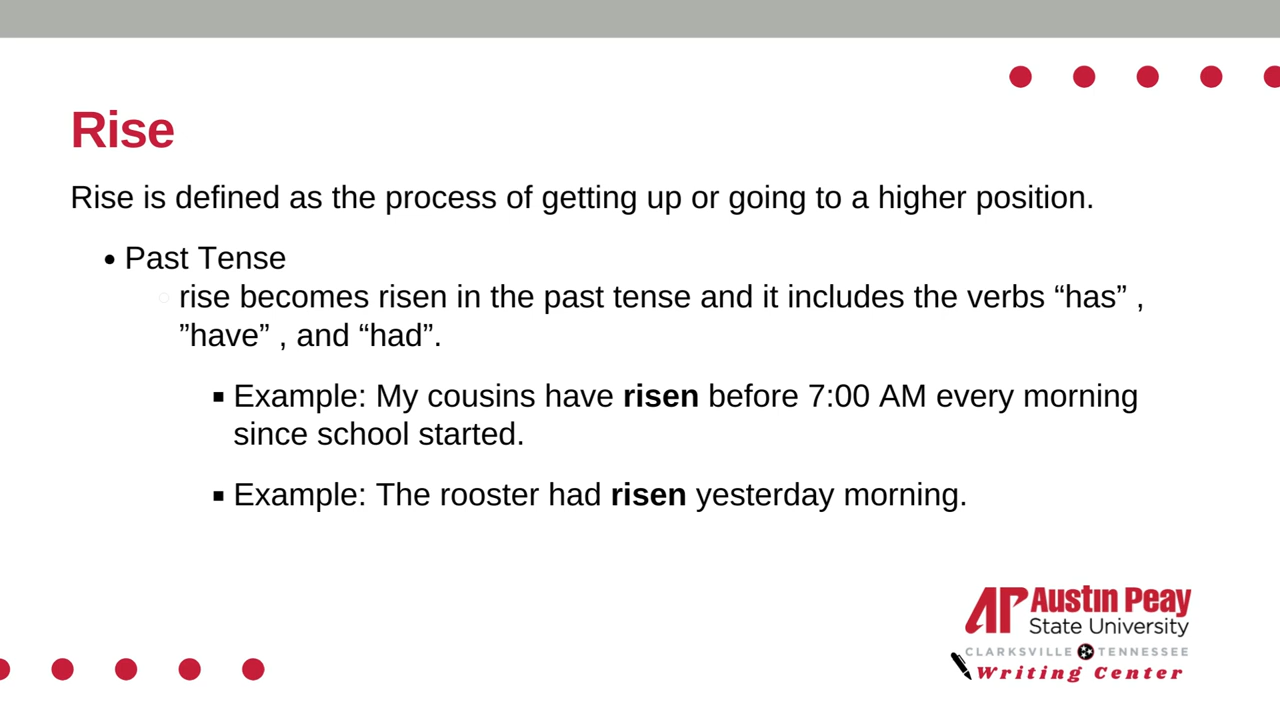 Rise
Rise is defined as the process of getting up or going to a higher position.
• Past Tense
rise becomes risen in the past tense and it includes the verbs “has” ,
”have” , and “had”.
▪ Example: My cousins have risen before 7:00 AM every morning
since school started.
▪ Example: The rooster had risen yesterday morning.
AP Austin Peay
State University
CLARKSVILLE TENNESSEE
Writing Center